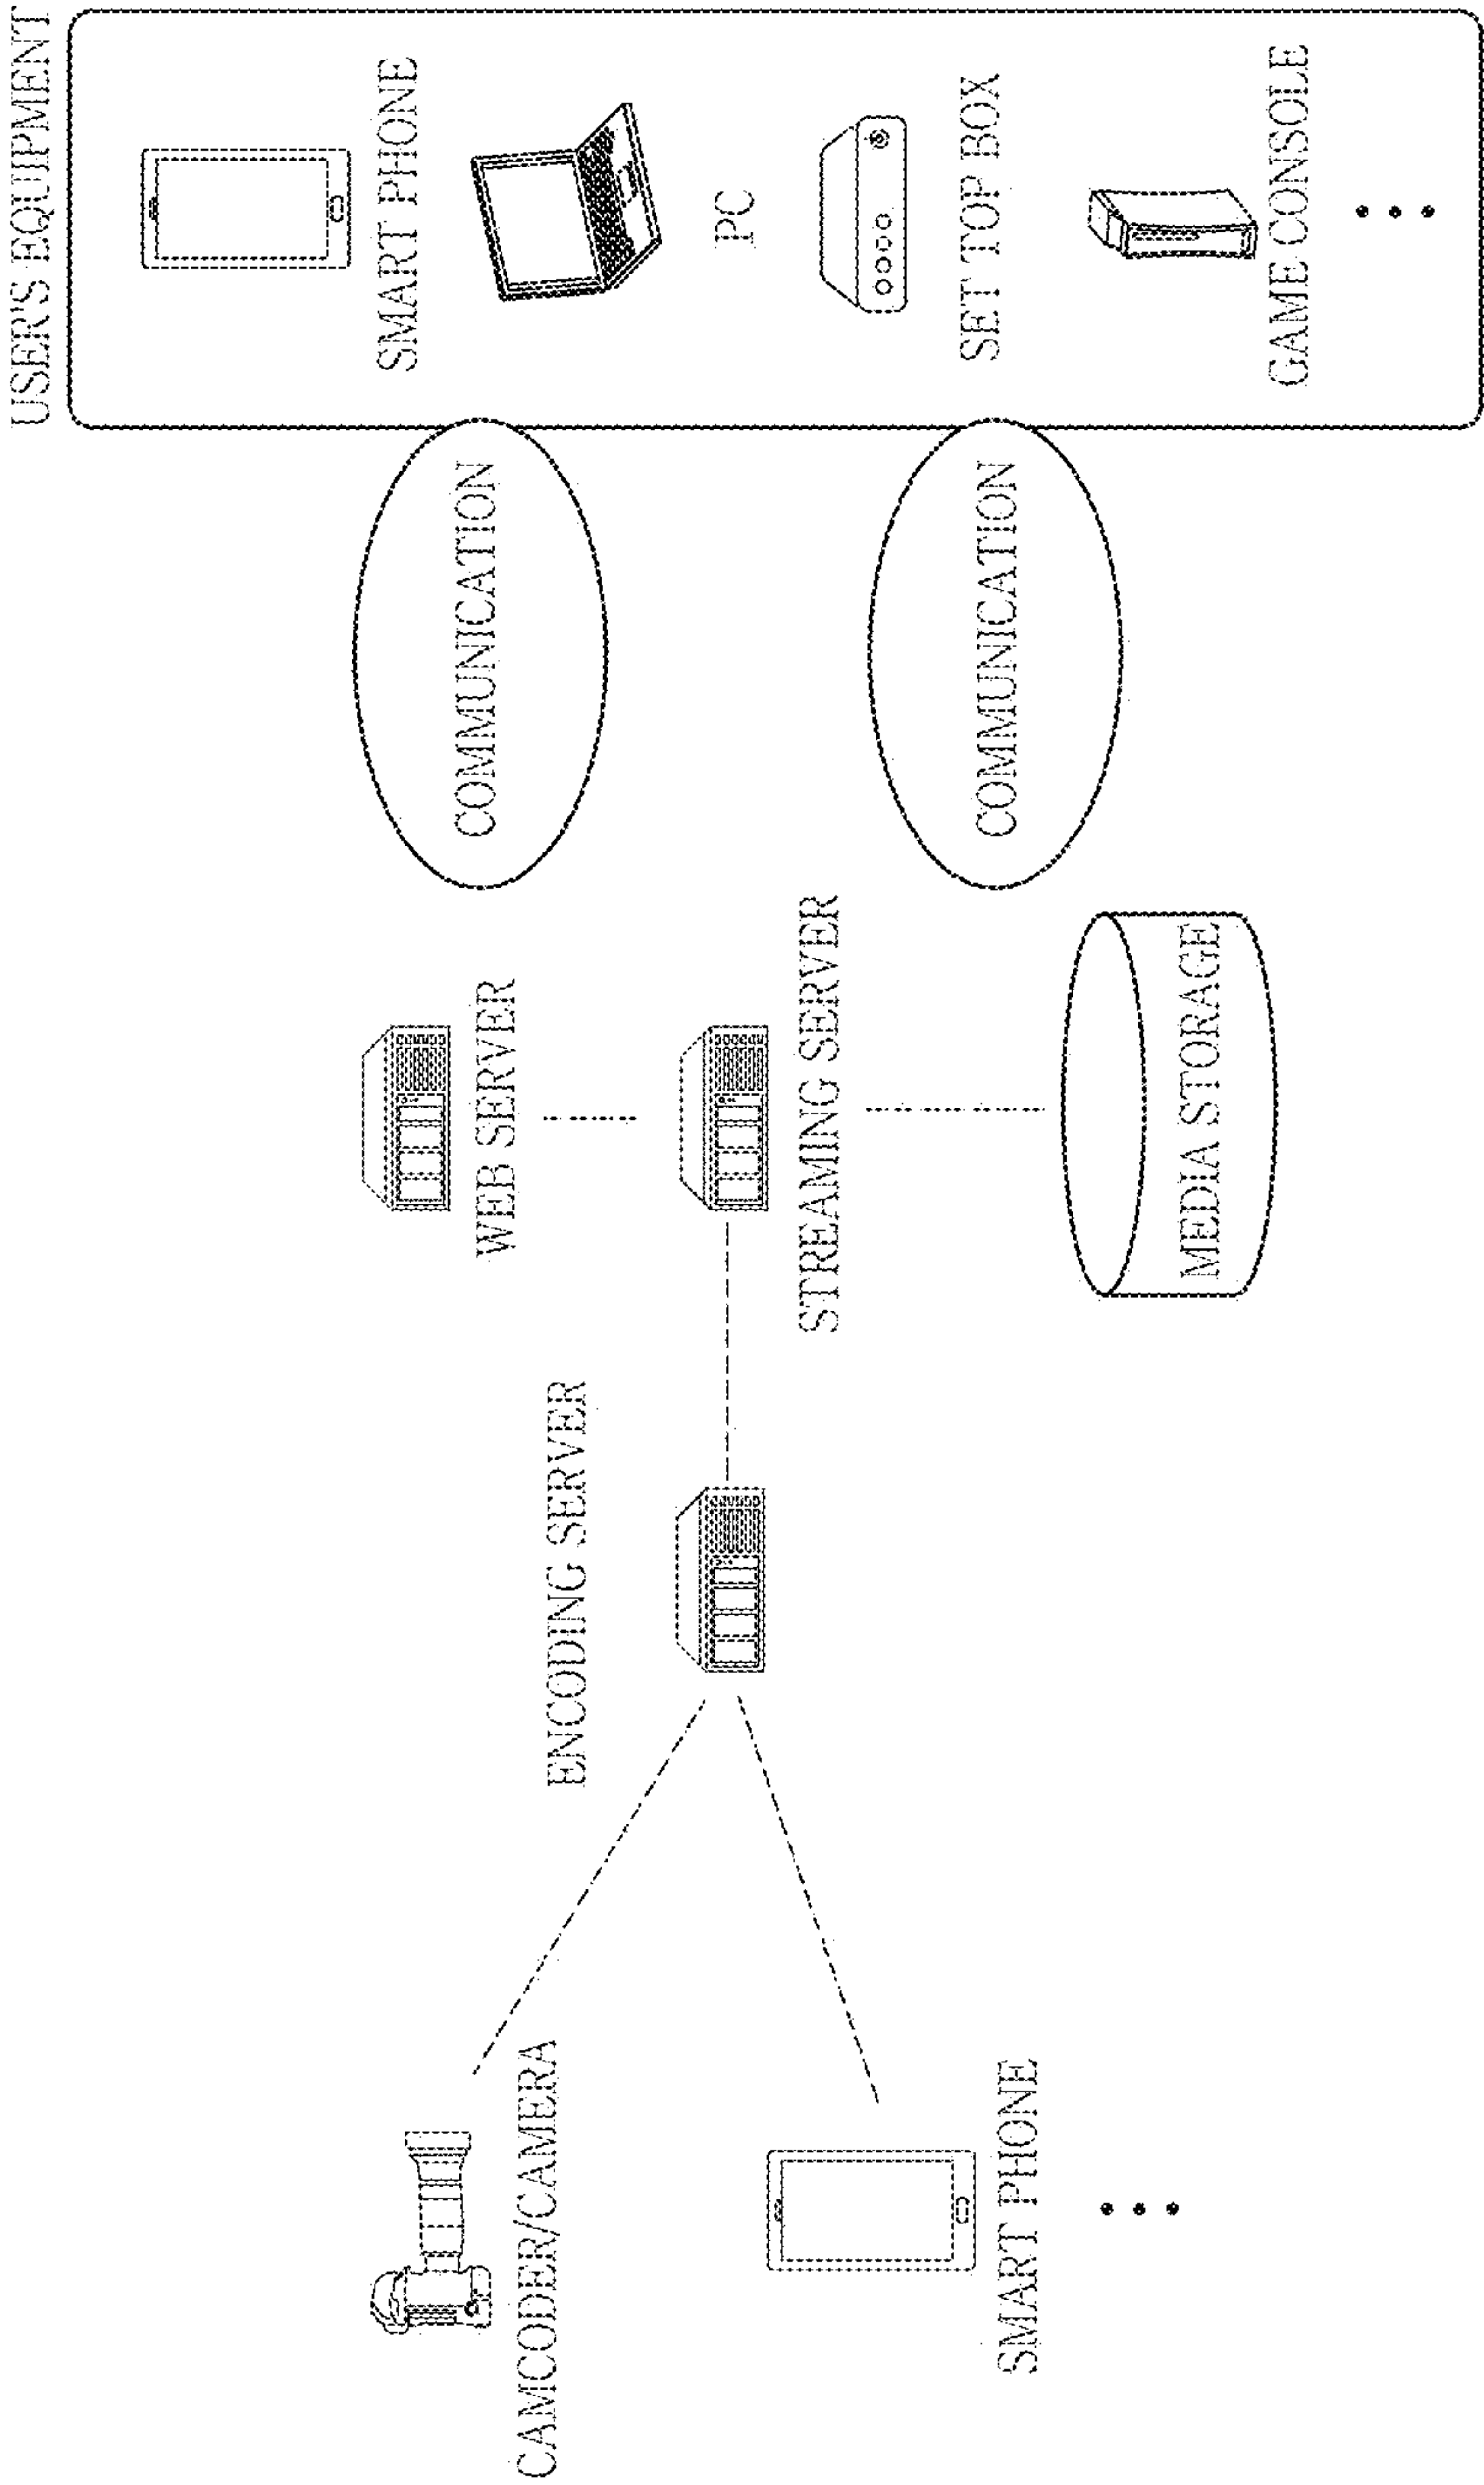 USER'S EQUIPMENT
SMART PHONE
PC
SET TOP BOX
GAME CONSOLE
COMMUNICATION
COMMUNICATION
WEB SERVER
STREAMING SERVER
MEDIA STORAGE
ENCODING SERVER
CAMCODER/CAMERA
SMART PHONE